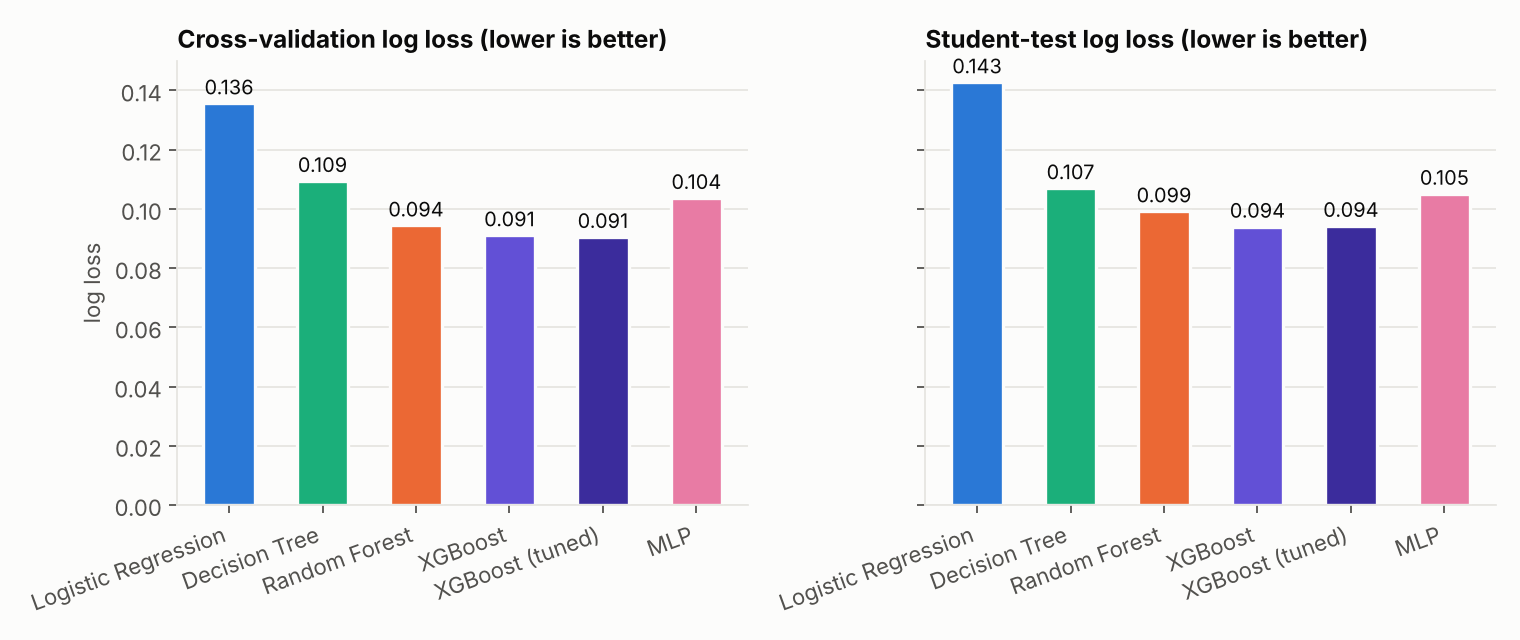 Cross-validation log loss (lower is better)
0.136
0.109
0.094
0.091
0.091
0.104
0.14
0.12
0.10
0.08
0.06
0.04
0.02
0.00
log loss
Logistic Regression
Decision Tree
Random Forest
XGBoost
XGBoost (tuned)
MLP
Student-test log loss (lower is better)
0.143
0.107
0.099
0.094
0.094
0.105
Logistic Regression
Decision Tree
Random Forest
XGBoost
XGBoost (tuned)
MLP